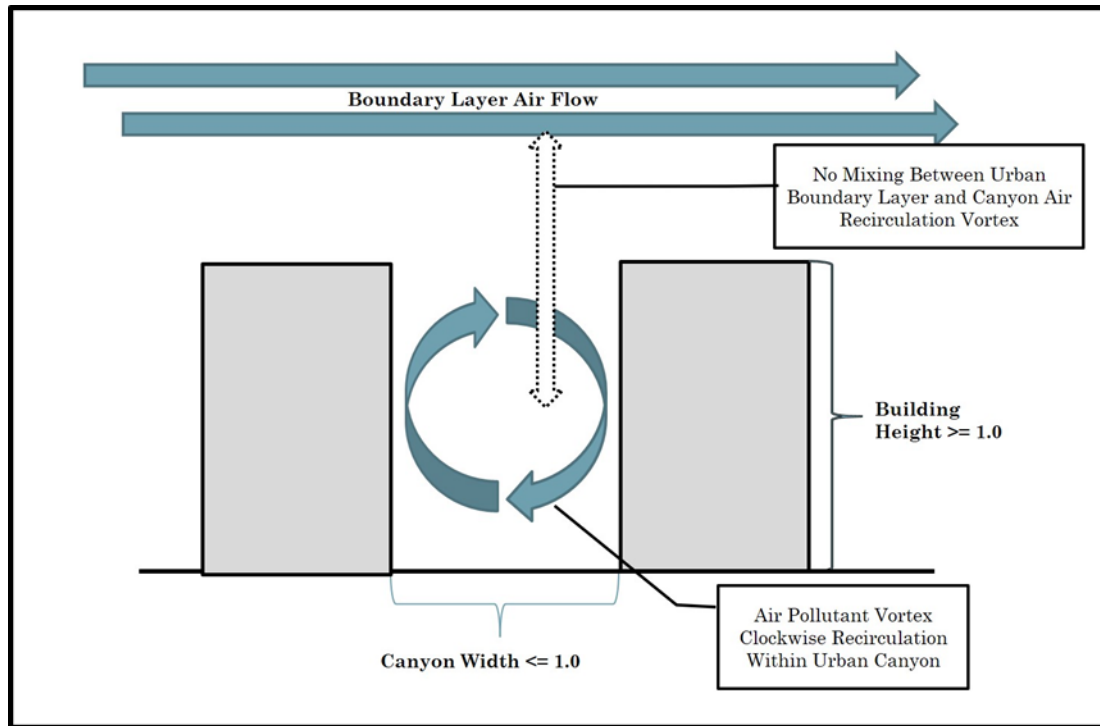 Boundary Layer Air Flow
No Mixing Between Urban
Boundary Layer and Canyon Air
Recirculation Vortex
Building
Height >= 1.0
Air Pollutant Vortex
Clockwise Recirculation
Within Urban Canyon
Canyon Width <= 1.0